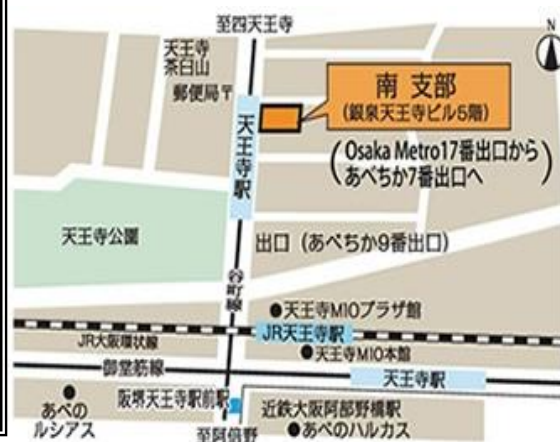 至四天王寺
N
天王寺
茶臼山
郵便局〒
南 支部
(銀泉天王寺ビル5階)
天王寺駅
(Osaka Metro17番出口から
あべちか7番出口へ)
天王寺公園
出口(あべちか9番出口)
谷町線
●天王寺MIOプラザ館
JR天王寺駅
JR大阪環状線
●天王寺MIO本館
御堂筋線
天王寺駅
あべの
ルシアス
阪堺天王寺駅前駅
近鉄大阪阿部野橋駅
至阿倍野
●あべのハルカス